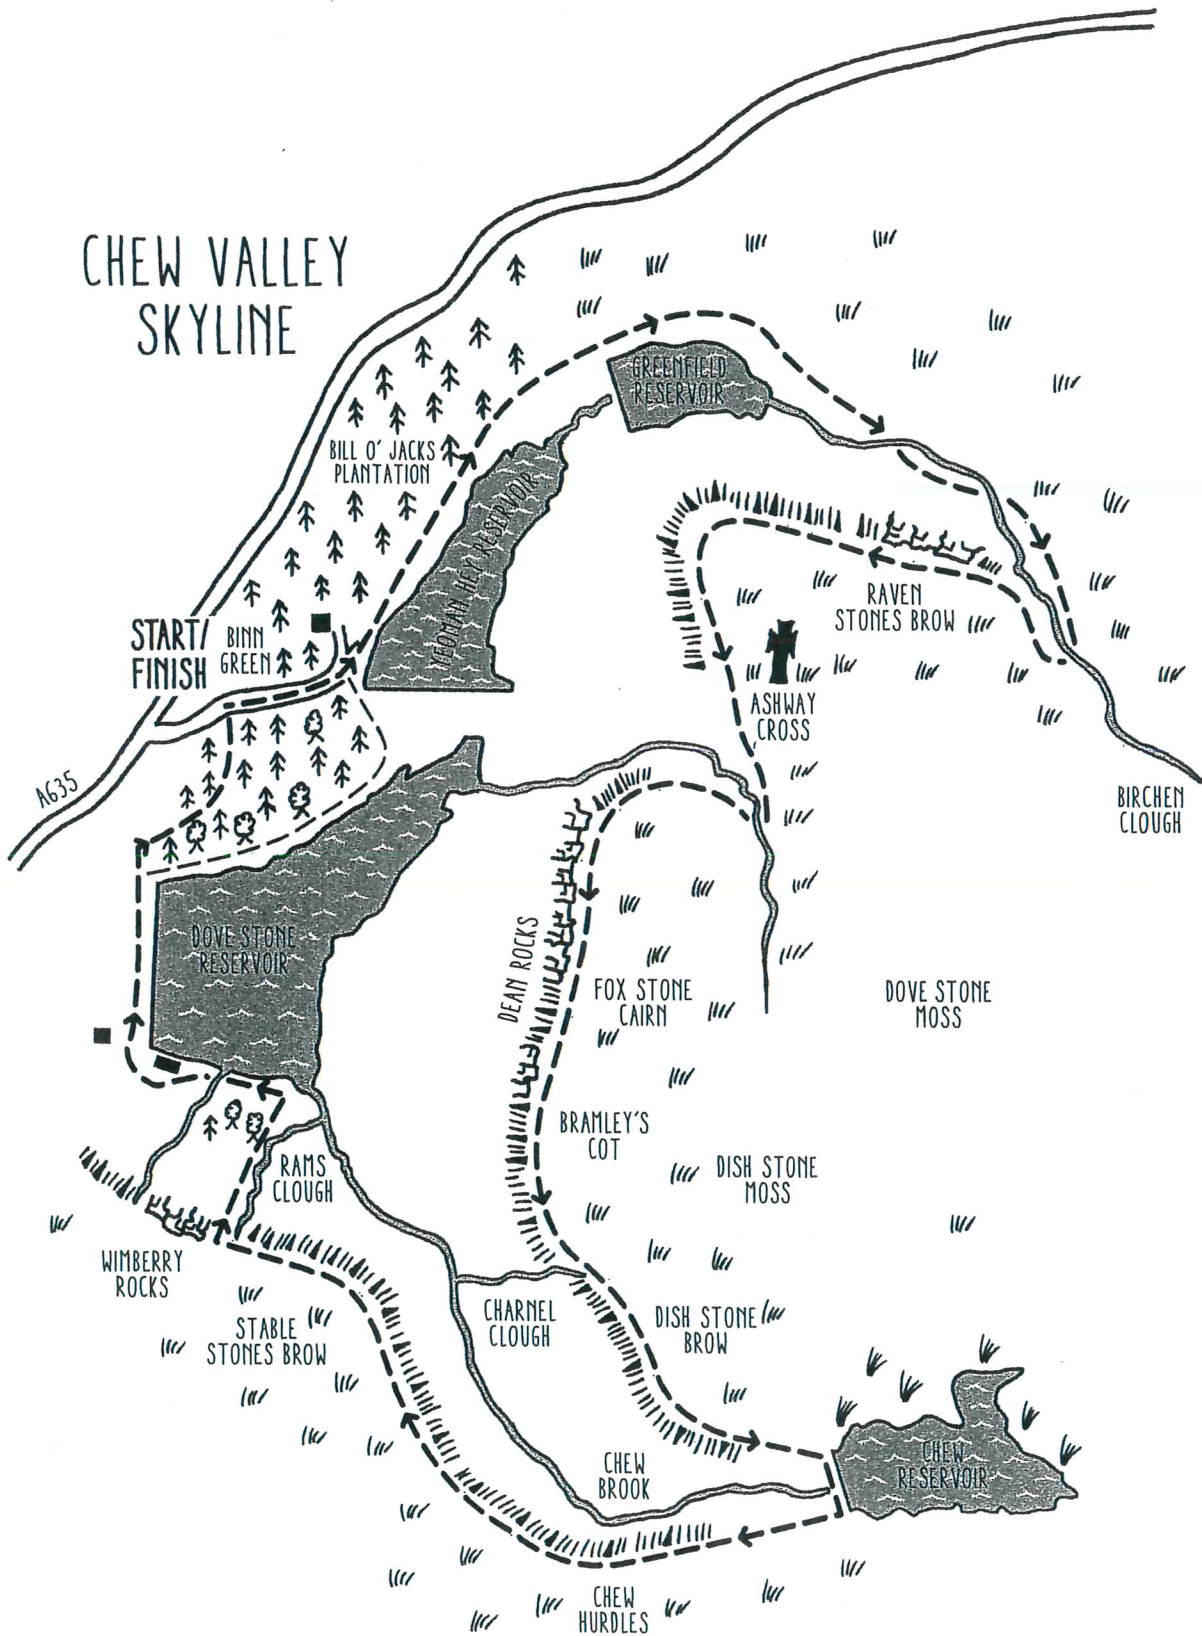 CHEW VALLEY
SKYLINE
GREENFIELD
RESERVOIR
BILL O' JACKS
PLANTATION
YEOMAN HEY RESERVOIR
RAVEN
STONES BROW
START/
FINISH
BINN
GREEN
ASHWAY
CROSS
A635
BIRCHEN
CLOUGH
DOVE STONE
RESERVOIR
DEAN ROCKS
FOX STONE
CAIRN
DOVE STONE
MOSS
BRAMLEY'S
COT
DISH STONE
MOSS
RAMS
CLOUGH
WIMBERRY
ROCKS
STABLE
STONES BROW
CHARNEL
CLOUGH
DISH STONE
BROW
CHEW
BROOK
CHEW
RESERVOIR
CHEW
HURDLES